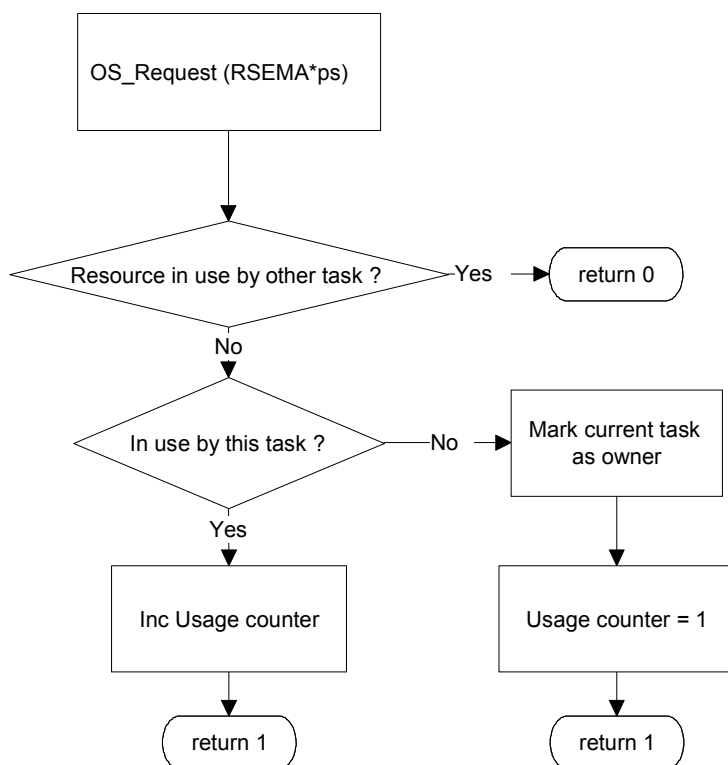 OS_Request (RSEMA*ps)
Resource in use by other task ?
Yes
return 0
No
In use by this task ?
No
Mark current task
as owner
Yes
Inc Usage counter
Usage counter = 1
return 1
return 1